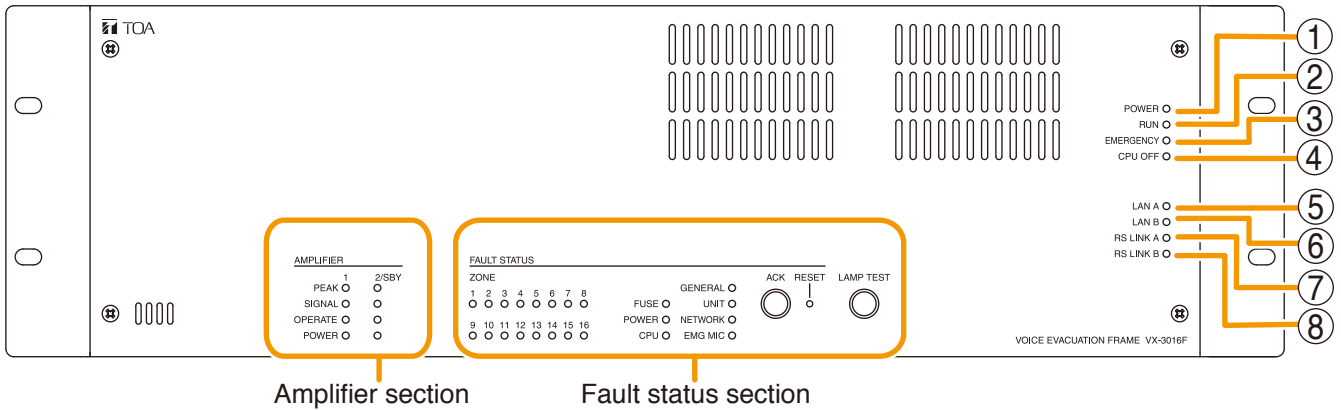 TOA
POWER
RUN
EMERGENCY
CPU OFF
LAN A
LAN B
RS LINK A
RS LINK B
1
2
3
4
5
6
7
8
AMPLIFIER
1 2/SBY
PEAK
SIGNAL
OPERATE
POWER
FAULT STATUS
ZONE
1 2 3 4 5 6 7 8
9 10 11 12 13 14 15 16
FUSE
POWER
CPU
GENERAL
UNIT
NETWORK
EMG MIC
ACK RESET LAMP TEST
VOICE EVACUATION FRAME VX-3016F
Amplifier section
Fault status section